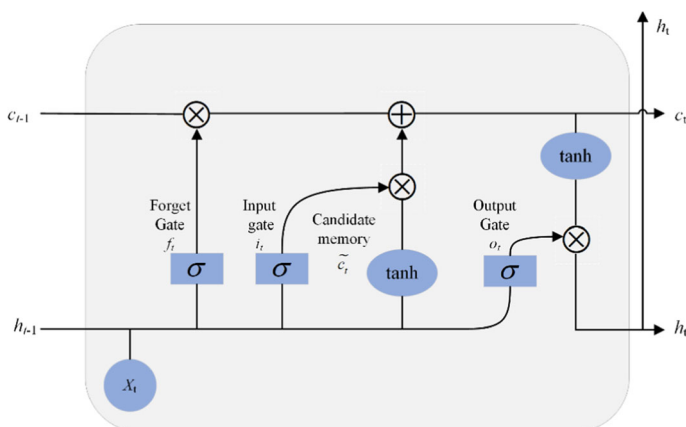 h_t
c_{t-1}
×
+
c_t
tanh
×
Forget
Gate
f_t
Input
gate
i_t
Candidate
memory
c̃_t
Output
Gate
o_t
×
σ
σ
tanh
σ
h_{t-1}
h_t
X_t